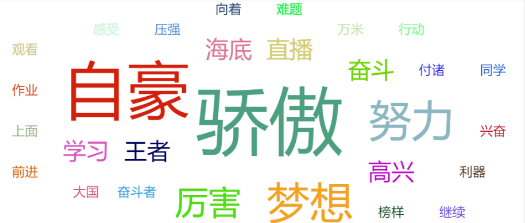 向着
难题
感受
压强
万米
行动
观看
海底
直播
自豪
奋斗
付诸
同学
作业
骄傲
努力
上面
学习
王者
兴奋
前进
高兴
利器
大国
奋斗者
厉害
梦想
榜样
继续